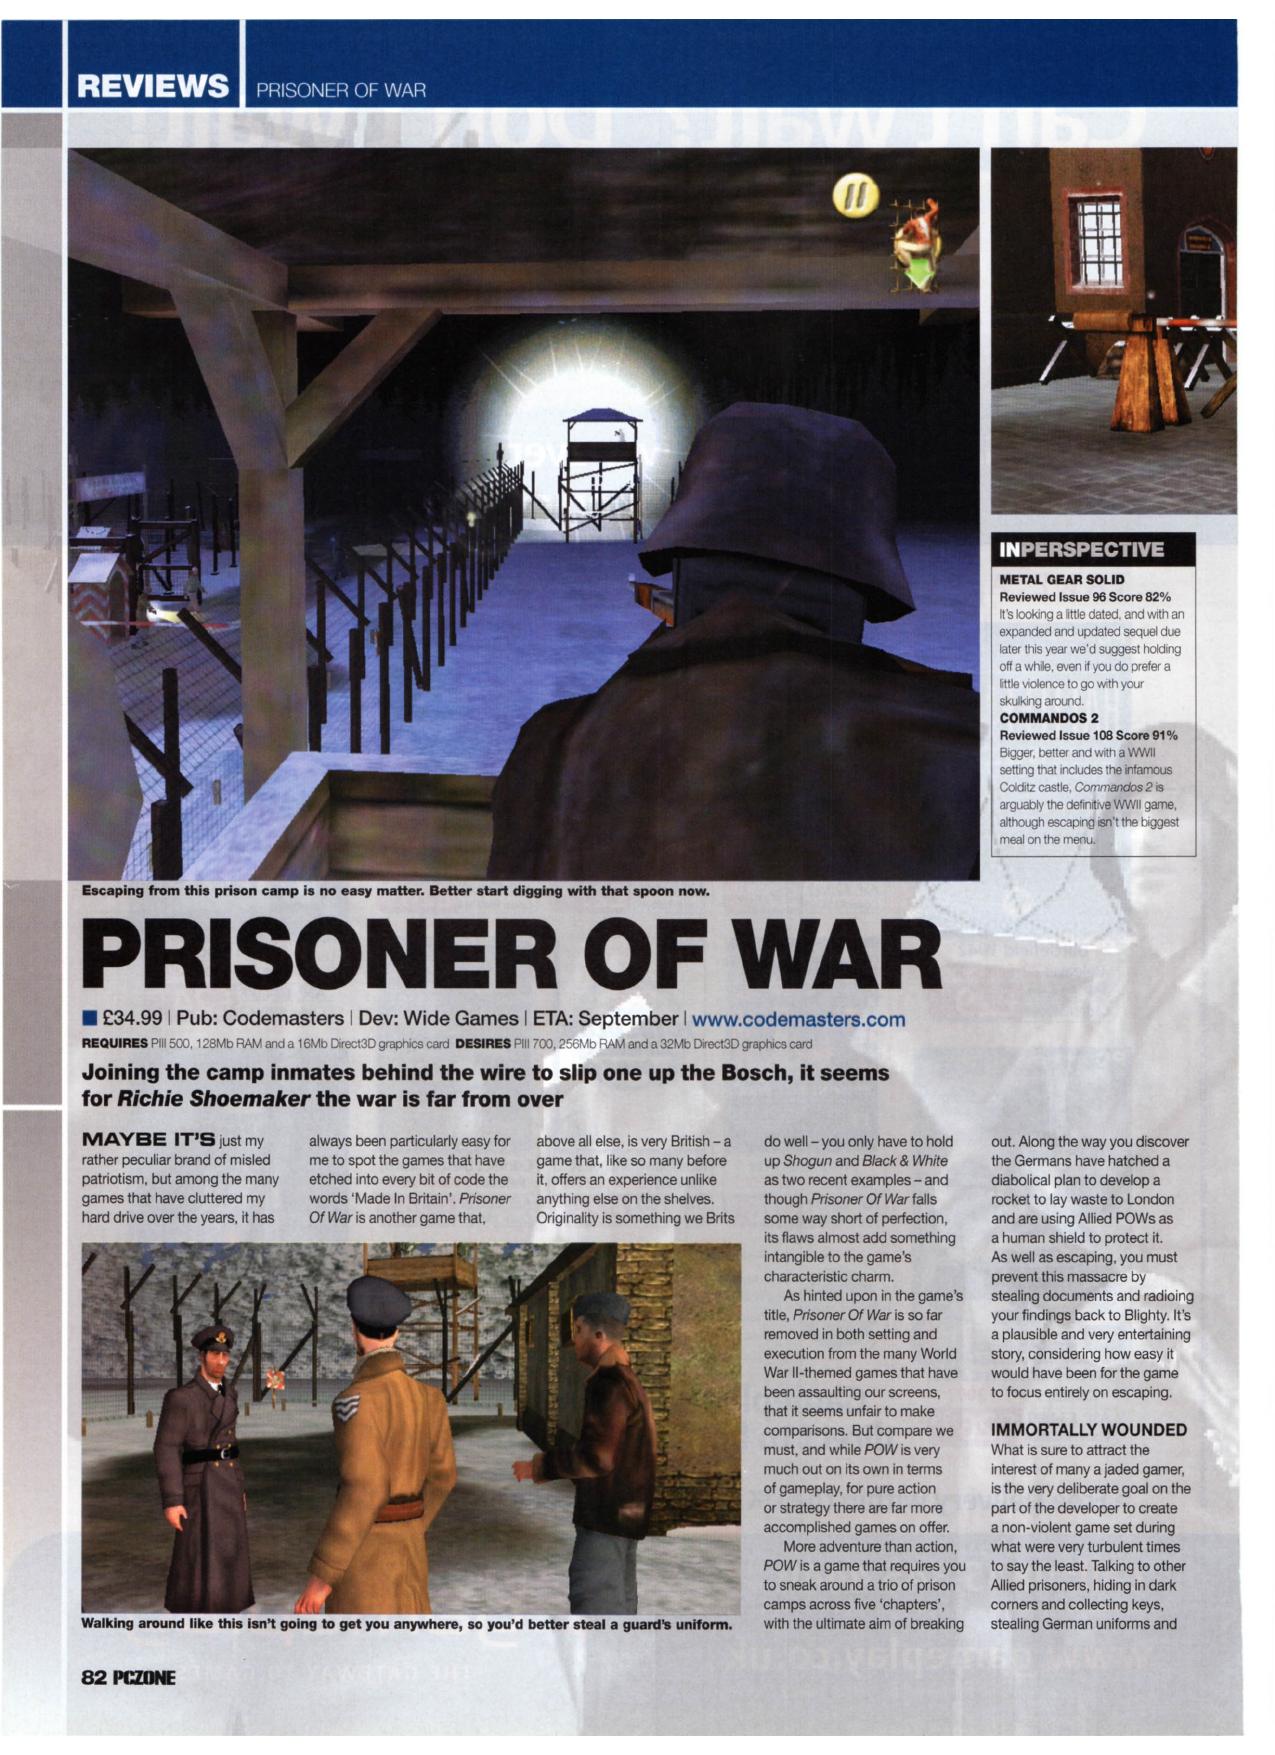 REVIEWS
PRISONER OF WAR
INPERSPECTIVE
METAL GEAR SOLID
Reviewed Issue 96 Score 82%
It's looking a little dated, and with an
expanded and updated sequel due
later this year we'd suggest holding
off a while, even if you do prefer a
little violence to go with your
skulking around.
COMMANDOS 2
Reviewed Issue 108 Score 91%
Bigger, better and with a WWII
setting that includes the infamous
Colditz castle, Commandos 2 is
arguably the definitive WWII game,
although escaping isn't the biggest
meal on the menu.
Escaping from this prison camp is no easy matter. Better start digging with that spoon now.
PRISONER OF WAR
£34.99 | Pub: Codemasters | Dev: Wide Games | ETA: September | www.codemasters.com
REQUIRES PIII 500, 128Mb RAM and a 16Mb Direct3D graphics card DESIRES PIII 700, 256Mb RAM and a 32Mb Direct3D graphics card
Joining the camp inmates behind the wire to slip one up the Bosch, it seems
for Richie Shoemaker the war is far from over
MAYBE IT'S just my
rather peculiar brand of misled
patriotism, but among the many
games that have cluttered my
hard drive over the years, it has
always been particularly easy for
me to spot the games that have
etched into every bit of code the
words 'Made In Britain'. Prisoner
Of War is another game that,
above all else, is very British – a
game that, like so many before
it, offers an experience unlike
anything else on the shelves.
Originality is something we Brits
do well – you only have to hold
up Shogun and Black & White
as two recent examples – and
though Prisoner Of War falls
some way short of perfection,
its flaws almost add something
intangible to the game's
characteristic charm.
As hinted upon in the game's
title, Prisoner Of War is so far
removed in both setting and
execution from the many World
War II-themed games that have
been assaulting our screens,
that it seems unfair to make
comparisons. But compare we
must, and while POW is very
much out on its own in terms
of gameplay, for pure action
or strategy there are far more
accomplished games on offer.
More adventure than action,
POW is a game that requires you
to sneak around a trio of prison
camps across five 'chapters',
with the ultimate aim of breaking
out. Along the way you discover
the Germans have hatched a
diabolical plan to develop a
rocket to lay waste to London
and are using Allied POWs as
a human shield to protect it.
As well as escaping, you must
prevent this massacre by
stealing documents and radioing
your findings back to Blighty. It's
a plausible and very entertaining
story, considering how easy it
would have been for the game
to focus entirely on escaping.
IMMORTALLY WOUNDED
What is sure to attract the
interest of many a jaded gamer,
is the very deliberate goal on the
part of the developer to create
a non-violent game set during
what were very turbulent times
to say the least. Talking to other
Allied prisoners, hiding in dark
corners and collecting keys,
stealing German uniforms and
Walking around like this isn't going to get you anywhere, so you'd better steal a guard's uniform.
82 PCZONE